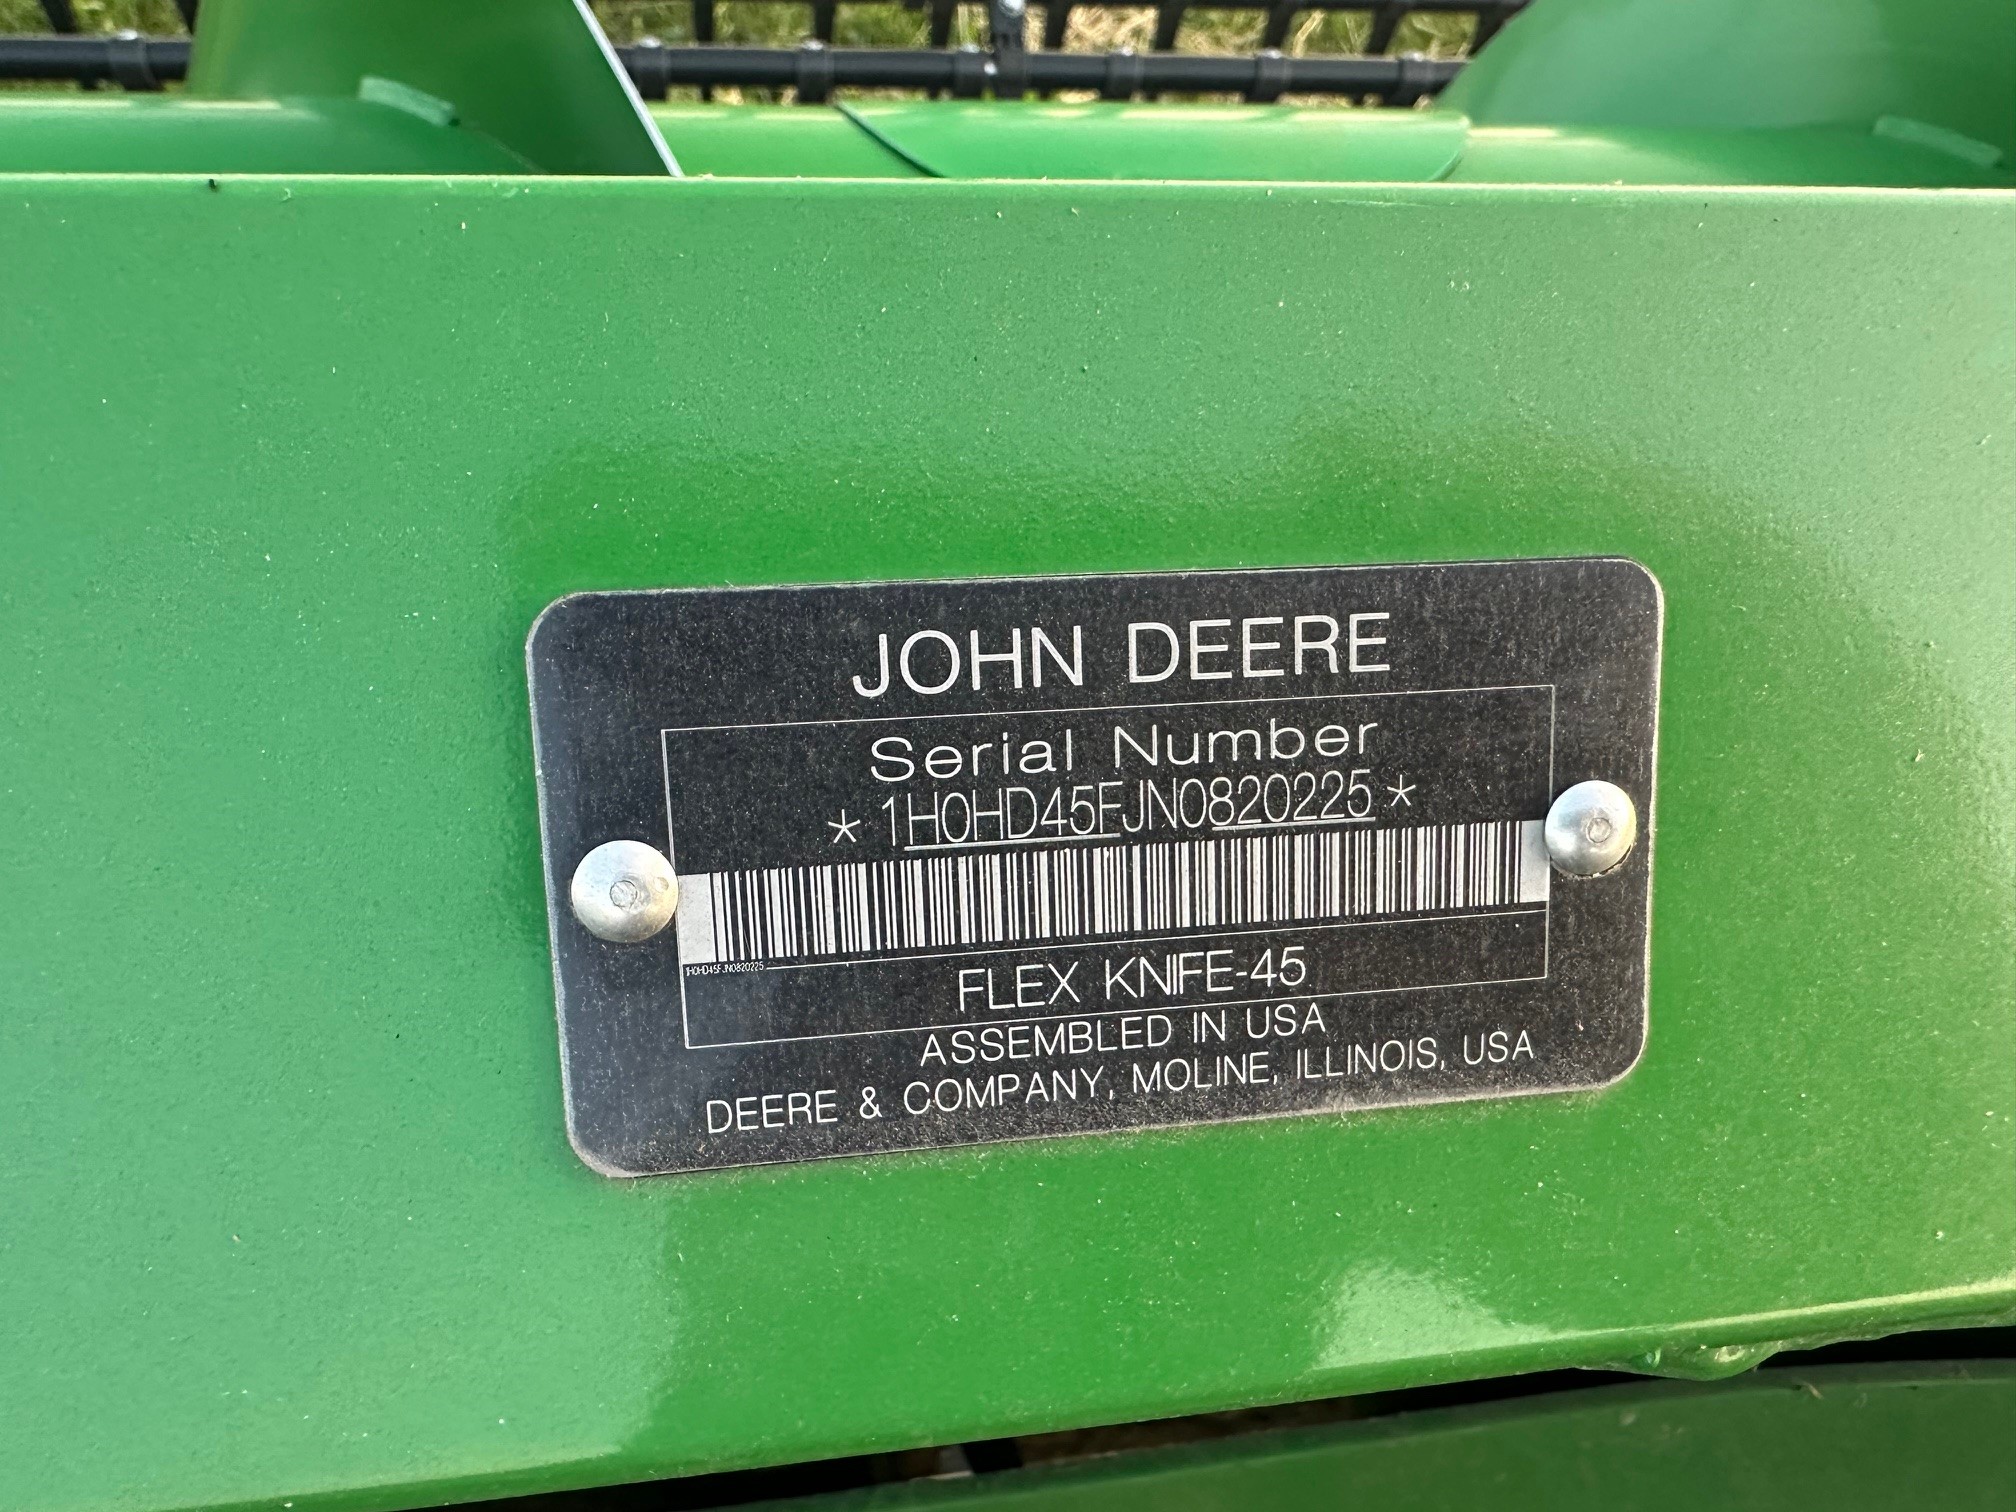 JOHN DEERE
Serial Number
* 1H0HD45FJN0820225 *
1H0HD45FJN0820225
FLEX KNIFE-45
ASSEMBLED IN USA
DEERE & COMPANY, MOLINE, ILLINOIS, USA